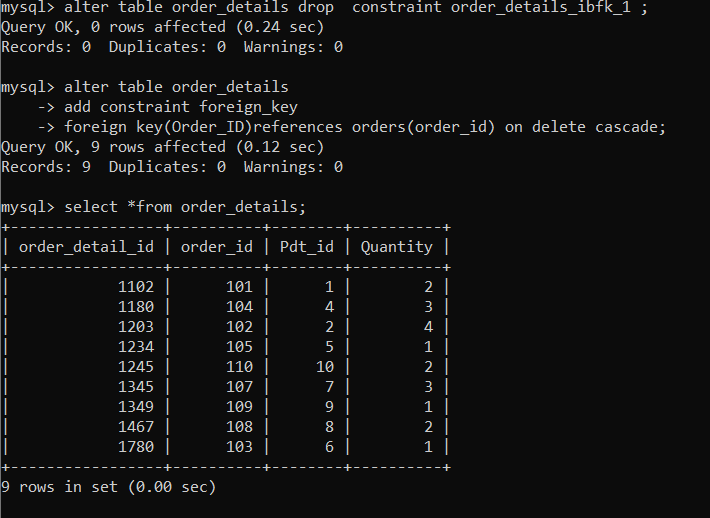 mysql> alter table order_details drop  constraint order_details_ibfk_1 ;
Query OK, 0 rows affected (0.24 sec)
Records: 0  Duplicates: 0  Warnings: 0

mysql> alter table order_details
    -> add constraint foreign_key
    -> foreign key(Order_ID)references orders(order_id) on delete cascade;
Query OK, 9 rows affected (0.12 sec)
Records: 9  Duplicates: 0  Warnings: 0

mysql> select *from order_details;
+-----------------+----------+--------+----------+
| order_detail_id | order_id | Pdt_id | Quantity |
+-----------------+----------+--------+----------+
|            1102 |      101 |      1 |        2 |
|            1180 |      104 |      4 |        3 |
|            1203 |      102 |      2 |        4 |
|            1234 |      105 |      5 |        1 |
|            1245 |      110 |     10 |        2 |
|            1345 |      107 |      7 |        3 |
|            1349 |      109 |      9 |        1 |
|            1467 |      108 |      8 |        2 |
|            1780 |      103 |      6 |        1 |
+-----------------+----------+--------+----------+
9 rows in set (0.00 sec)